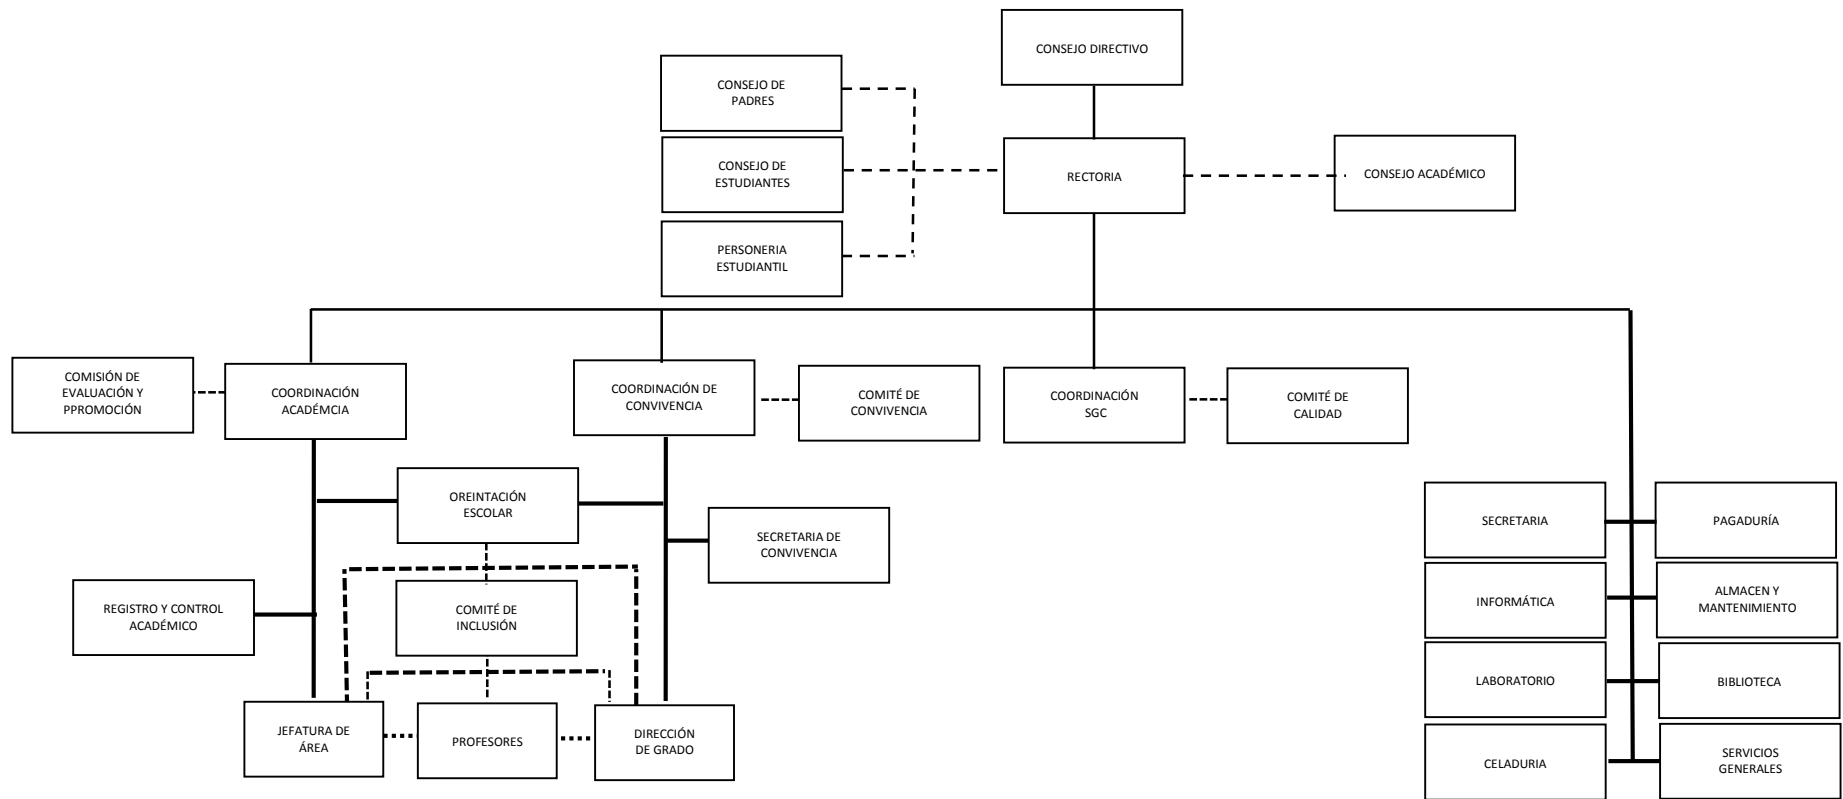 CONSEJO DIRECTIVO
CONSEJO DE
PADRES
CONSEJO DE
ESTUDIANTES
RECTORIA
CONSEJO ACADÉMICO
PERSONERIA
ESTUDIANTIL
COMISIÓN DE
EVALUACIÓN Y
PPROMOCIÓN
COORDINACIÓN
ACADÉMCIA
COORDINACIÓN DE
CONVIVENCIA
COMITÉ DE
CONVIVENCIA
COORDINACIÓN
SGC
COMITÉ DE
CALIDAD
OREINTACIÓN
ESCOLAR
SECRETARIA DE
CONVIVENCIA
SECRETARIA
PAGADURÍA
REGISTRO Y CONTROL
ACADÉMICO
COMITÉ DE
INCLUSIÓN
INFORMÁTICA
ALMACEN Y
MANTENIMIENTO
LABORATORIO
BIBLIOTECA
JEFATURA DE
ÁREA
PROFESORES
DIRECCIÓN
DE GRADO
CELADURIA
SERVICIOS
GENERALES